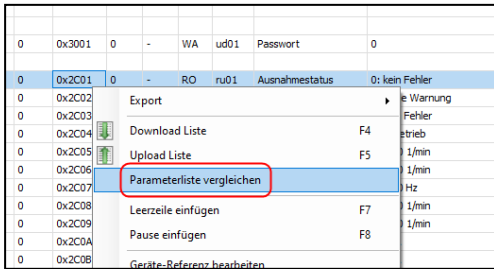 0 0x3001 0 - WA ud01 Passwort 0
0 0x2C01 0 - RO ru01 Ausnahmestatus 0: kein Fehler
0 0x2C02 Export Warnung
0 0x2C03 Fehler
0 0x2C04 Download Liste F4 etrieb
0 0x2C05 Upload Liste F5 1/min
0 0x2C06 1/min
0 0x2C07 Parameterliste vergleichen Hz
0 0x2C08 Leerzeile einfügen F7 1/min
0 0x2C09 1/min
0 0x2C0A Pause einfügen F8
0 0x2C0B Geräte-Referenz bearbeiten